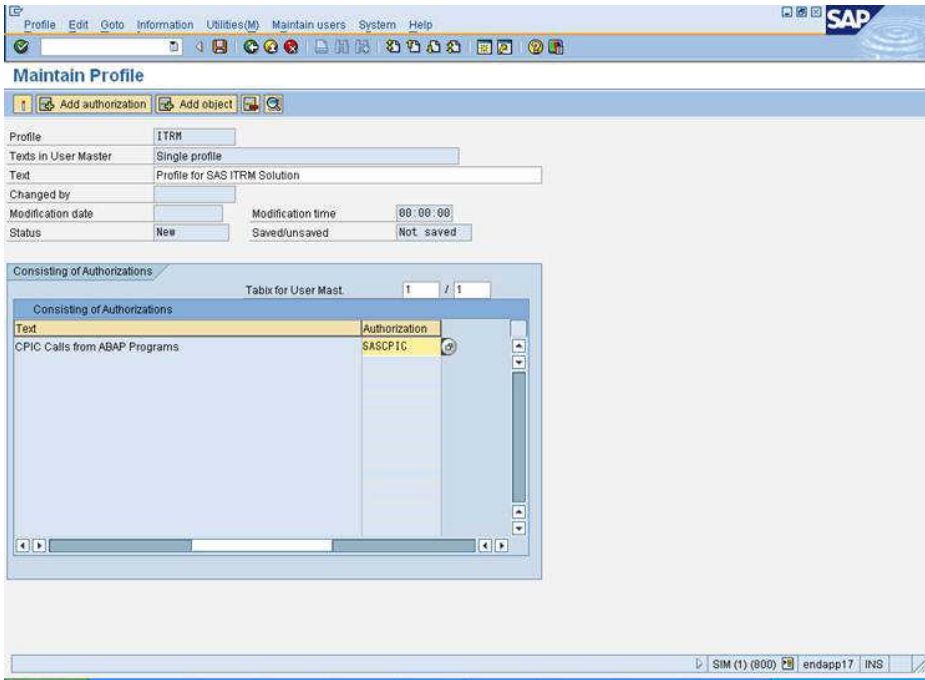 Profile Edit Goto Information Utilities(M) Maintain users System Help
SAP
Maintain Profile
Add authorization Add object
Profile ITRM
Texts in User Master Single profile
Text Profile for SAS ITRM Solution
Changed by
Modification date Modification time 00:00:00
Status New Saved/unsaved Not saved
Consisting of Authorizations
Tabix for User Mast. 1 / 1
Consisting of Authorizations
Text Authorization
CPIC Calls from ABAP Programs SASCPIC
SIM (1) (800) endapp17 INS